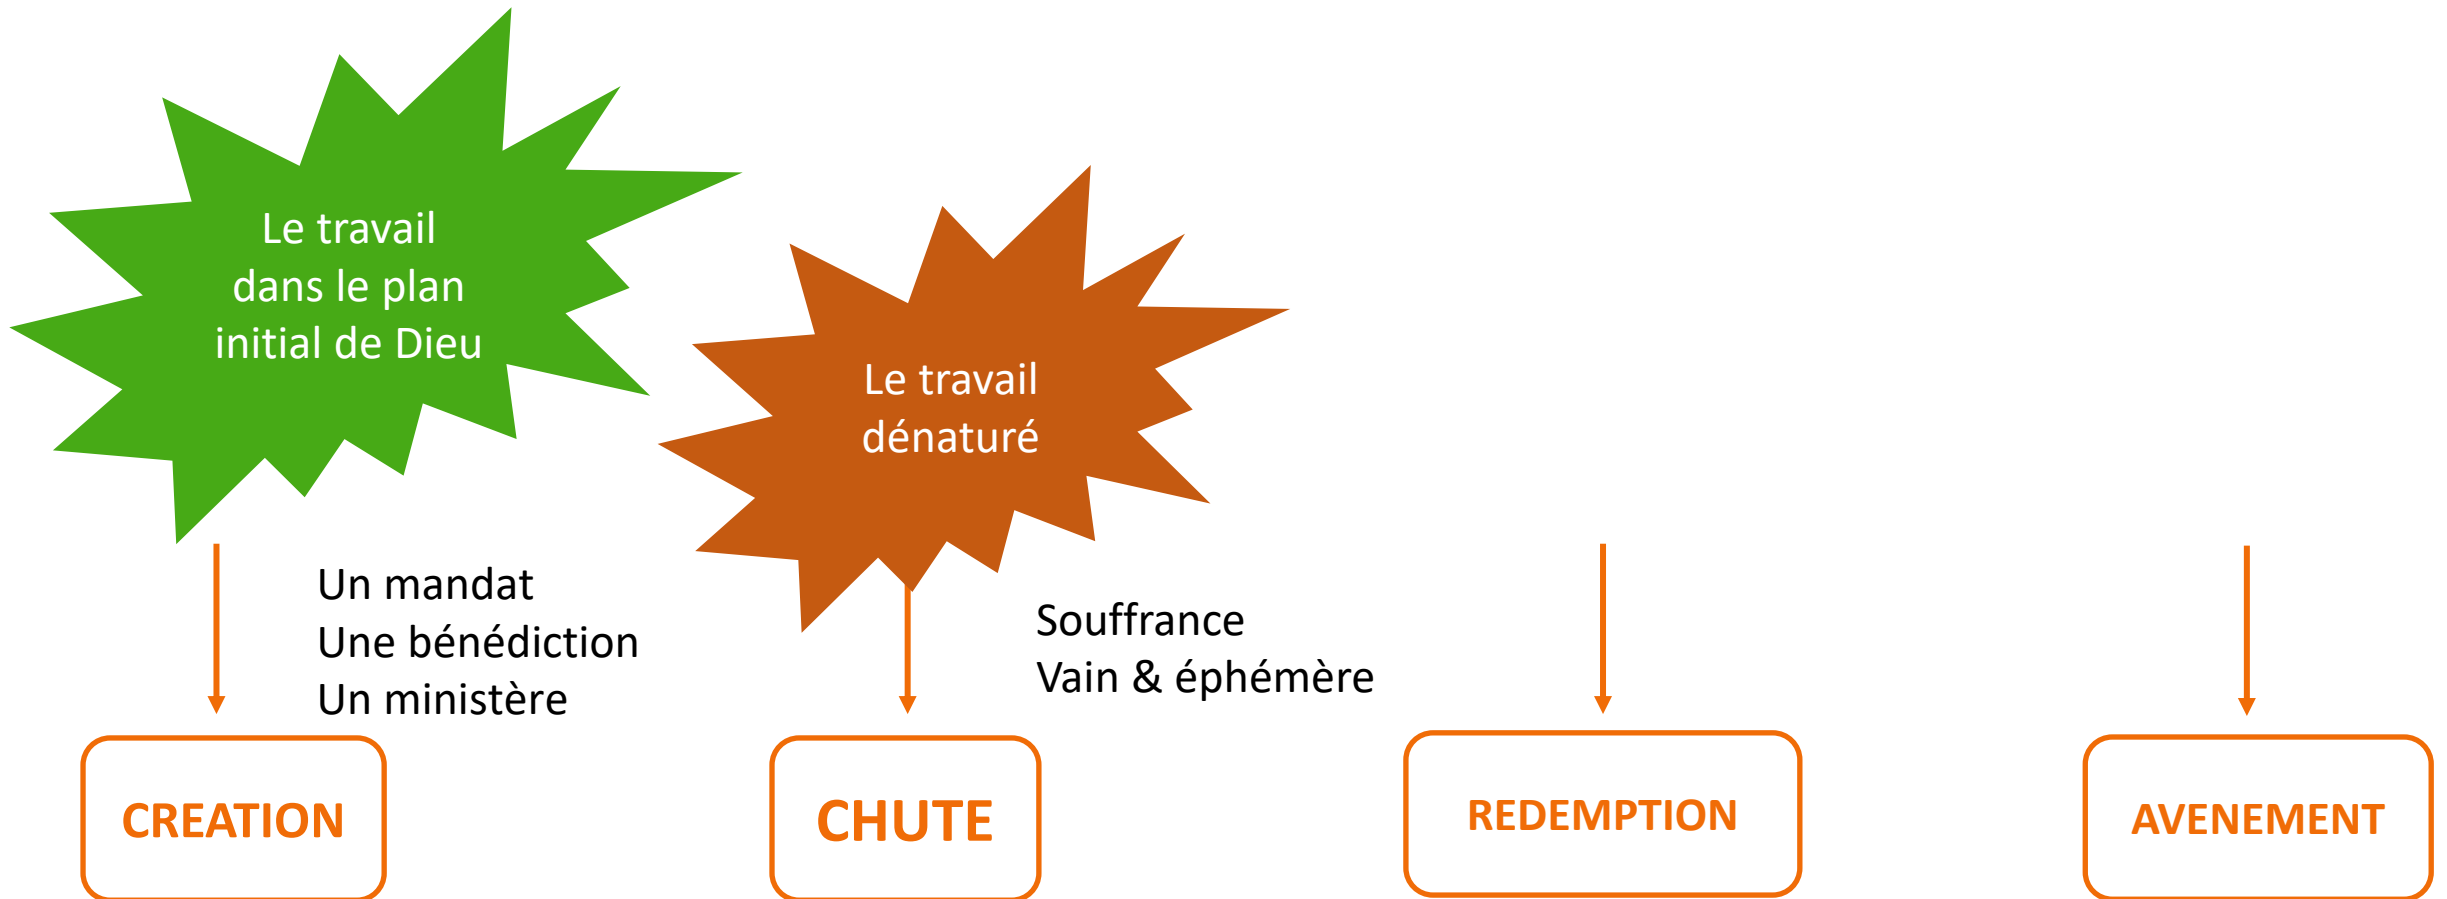 Le travail
dans le plan
initial de Dieu
Le travail
dénaturé
Un mandat
Une bénédiction
Un ministère
Souffrance
Vain & éphémère
CREATION
CHUTE
REDEMPTION
AVENEMENT